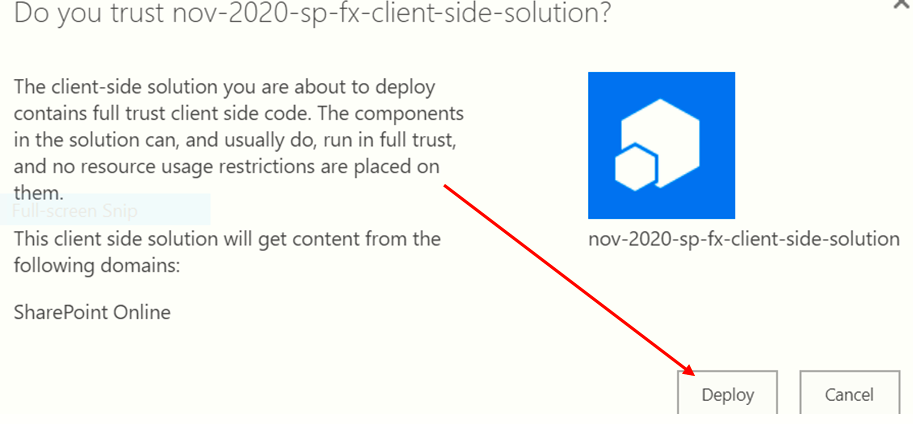 Do you trust nov-2020-sp-fx-client-side-solution?
The client-side solution you are about to deploy
contains full trust client side code. The components
in the solution can, and usually do, run in full trust,
and no resource usage restrictions are placed on
them.
Full-screen Snip
This client side solution will get content from the
following domains:
SharePoint Online
nov-2020-sp-fx-client-side-solution
Deploy
Cancel